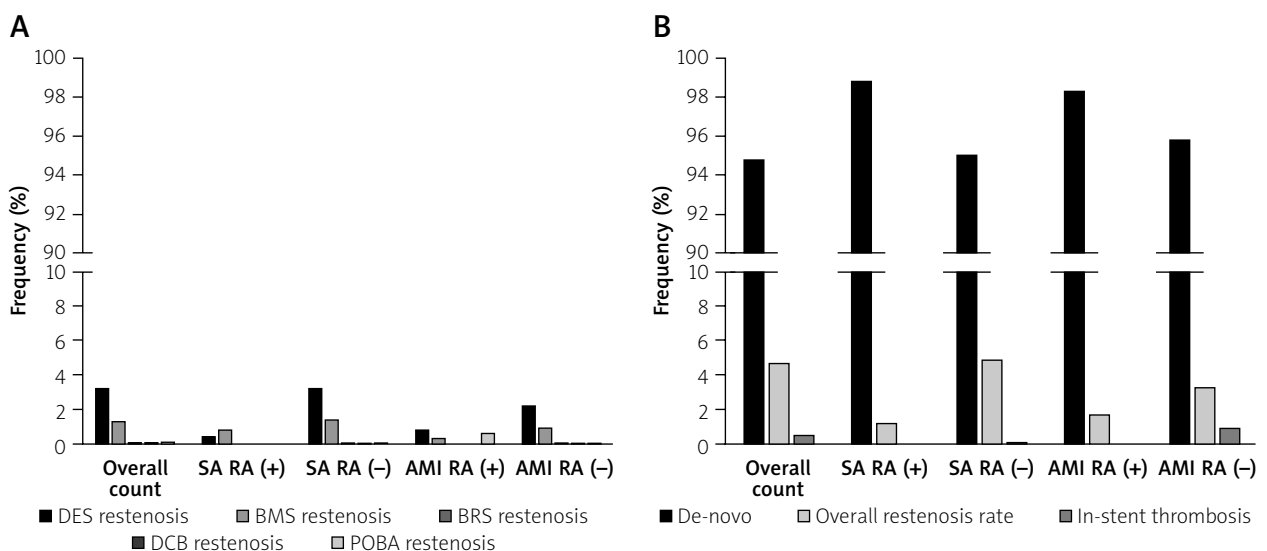 A
Frequency (%)
100
98
96
94
92
90
10
8
6
4
2
0
Overall count
SA RA (+)
SA RA (–)
AMI RA (+)
AMI RA (–)
DES restenosis
BMS restenosis
BRS restenosis
DCB restenosis
POBA restenosis
B
Frequency (%)
100
98
96
94
92
90
10
8
6
4
2
0
Overall count
SA RA (+)
SA RA (–)
AMI RA (+)
AMI RA (–)
De-novo
Overall restenosis rate
In-stent thrombosis